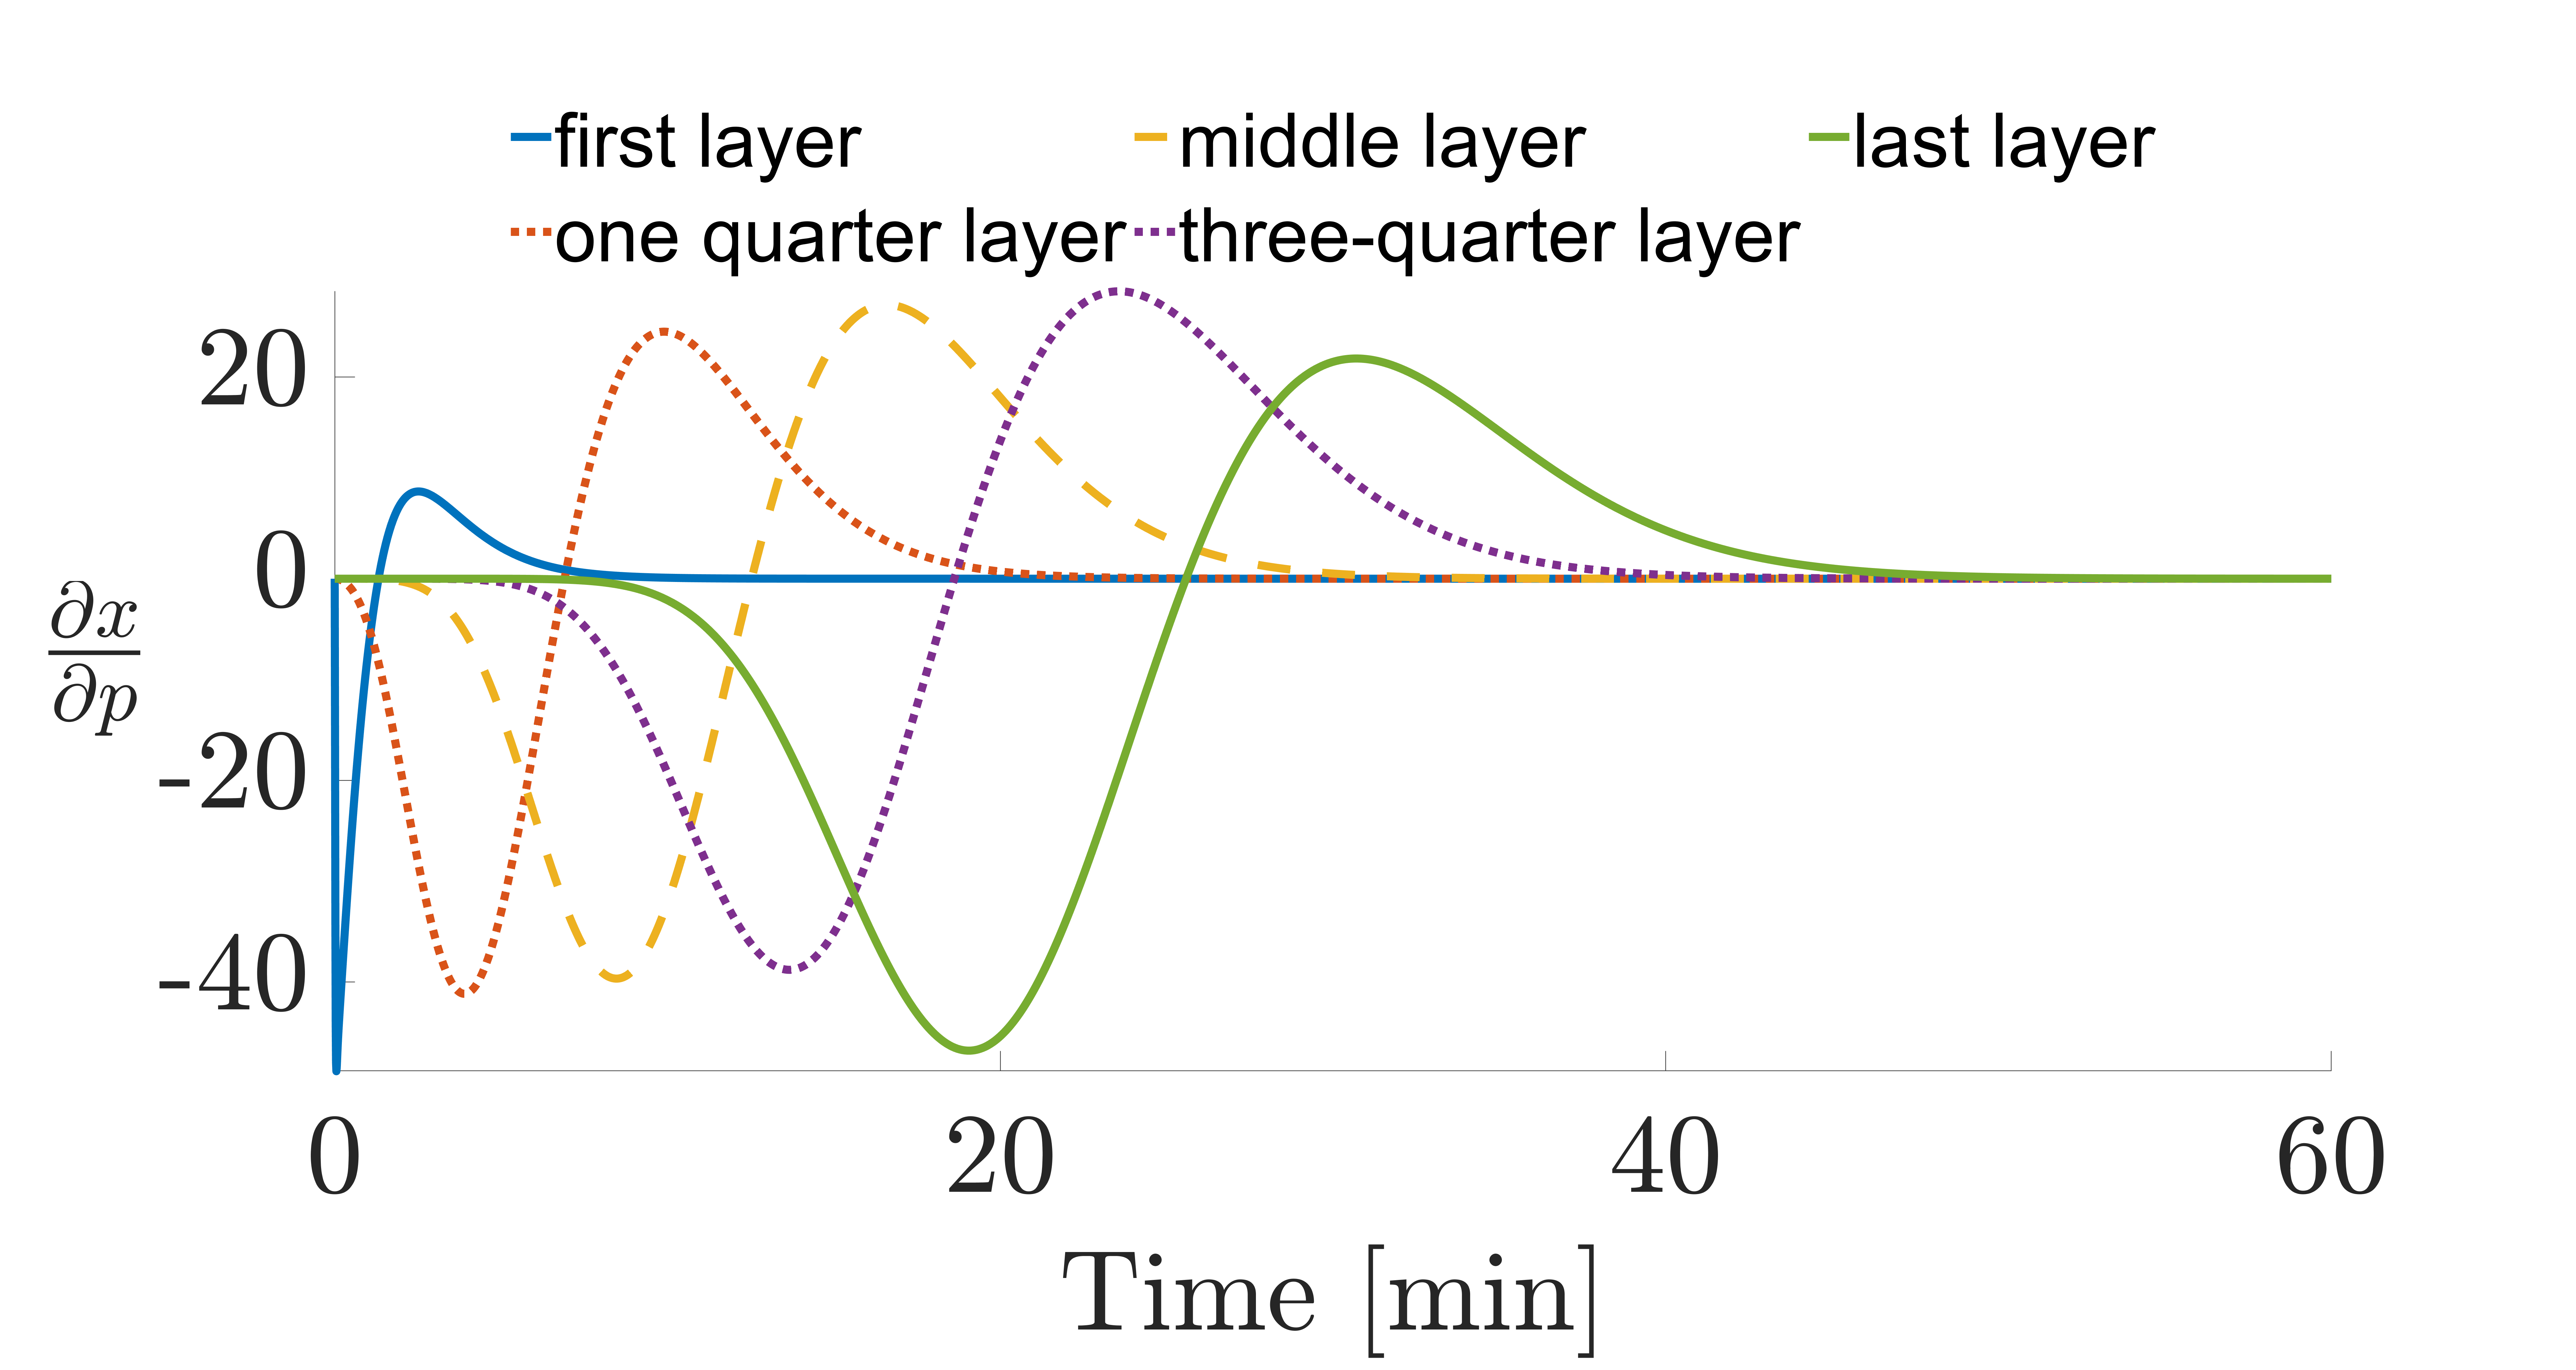 first layer middle layer last layer
one quarter layer three-quarter layer
20
0
∂x
∂p
-20
-40
0 20 40 60
Time [min]